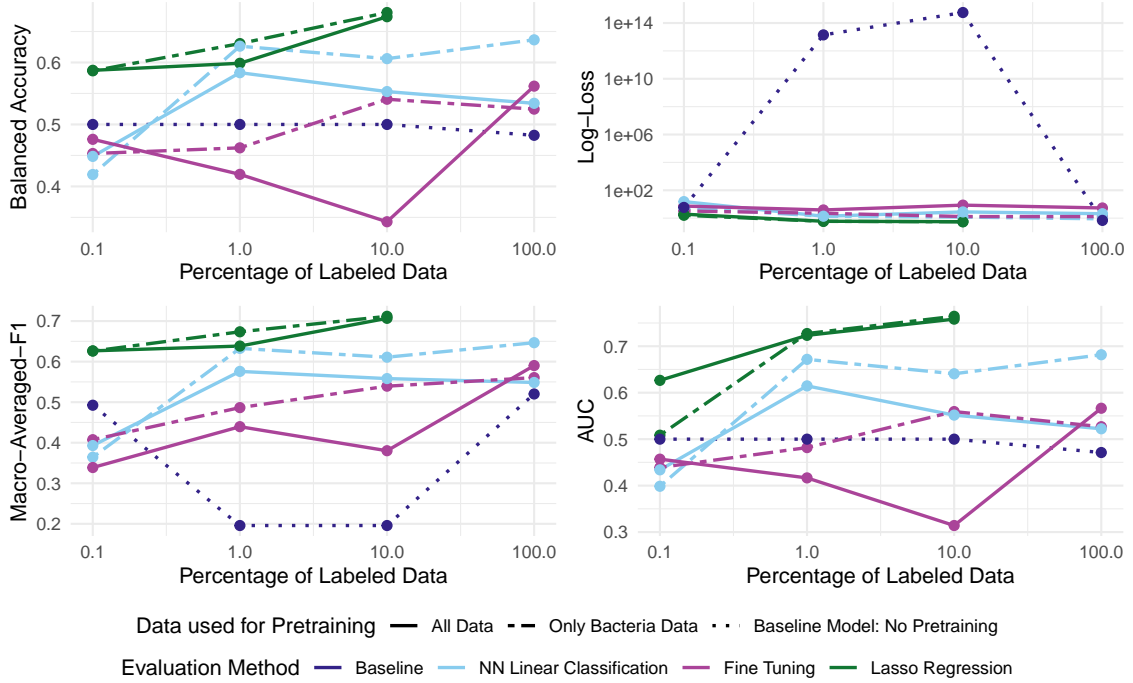 Balanced Accuracy
0.6
0.5
0.4
0.1 1.0 10.0 100.0
Percentage of Labeled Data
Log−Loss
1e+14
1e+10
1e+06
1e+02
0.1 1.0 10.0 100.0
Percentage of Labeled Data
Macro−Averaged−F1
0.7
0.6
0.5
0.4
0.3
0.2
0.1 1.0 10.0 100.0
Percentage of Labeled Data
AUC
0.7
0.6
0.5
0.4
0.3
0.1 1.0 10.0 100.0
Percentage of Labeled Data
Data used for Pretraining All Data Only Bacteria Data Baseline Model: No Pretraining
Evaluation Method Baseline NN Linear Classification Fine Tuning Lasso Regression